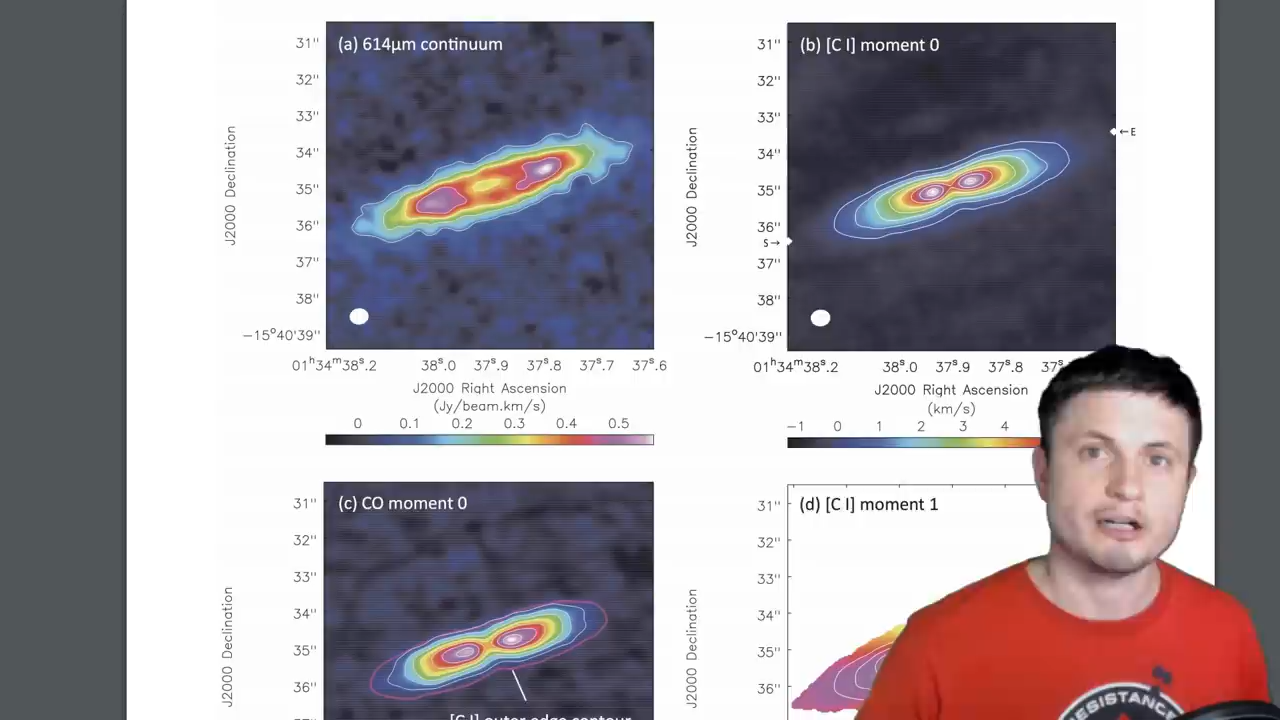 (a) 614μm continuum
31"
32"
33"
34"
35"
36"
37"
38"
−15°40'39"
J2000 Declination
01ʰ34ᵐ38ˢ.2
38ˢ.0
37ˢ.9
37ˢ.8
37ˢ.7
37ˢ.6
J2000 Right Ascension
(Jy/beam.km/s)
0 0.1 0.2 0.3 0.4 0.5
(b) [C I] moment 0
31"
32"
33"
34"
35"
36"
37"
38"
−15°40'39"
J2000 Declination
←E
S→
01ʰ34ᵐ38ˢ.2
38ˢ.0
37ˢ.9
37ˢ.8
J2000 Right Ascension
(km/s)
−1 0 1 2 3 4
(c) CO moment 0
31"
32"
33"
34"
35"
36"
J2000 Declination
[C I] outer edge contour
(d) [C I] moment 1
31"
32"
33"
34"
35"
36"
J2000 Declination
RESISTANCE